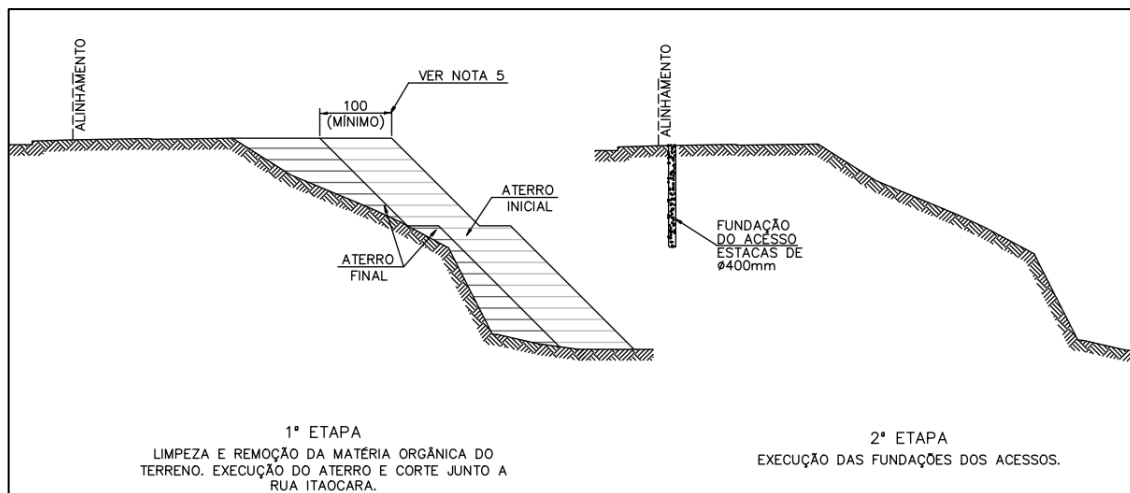 ALINHAMENTO
100
(MÍNIMO)
VER NOTA 5
ATERRO
INICIAL
ATERRO
FINAL
1ª ETAPA
LIMPEZA E REMOÇÃO DA MATÉRIA ORGÂNICA DO
TERRENO. EXECUÇÃO DO ATERRO E CORTE JUNTO A
RUA ITAOCARA.
ALINHAMENTO
FUNDAÇÃO
DO ACESSO
ESTACAS DE
ø400mm
2ª ETAPA
EXECUÇÃO DAS FUNDAÇÕES DOS ACESSOS.